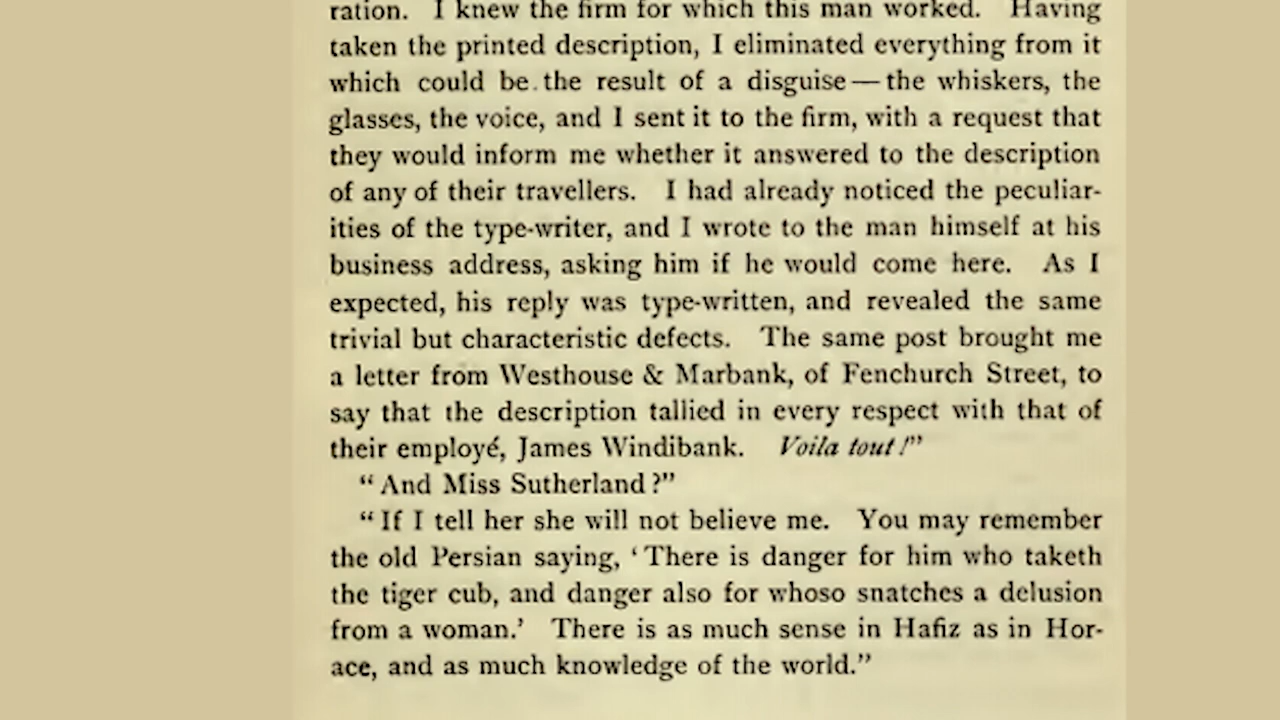 ration. I knew the firm for which this man worked. Having
taken the printed description, I eliminated everything from it
which could be the result of a disguise—the whiskers, the
glasses, the voice, and I sent it to the firm, with a request that
they would inform me whether it answered to the description
of any of their travellers. I had already noticed the peculiar-
ities of the type-writer, and I wrote to the man himself at his
business address, asking him if he would come here. As I
expected, his reply was type-written, and revealed the same
trivial but characteristic defects. The same post brought me
a letter from Westhouse & Marbank, of Fenchurch Street, to
say that the description tallied in every respect with that of
their employé, James Windibank. Voila tout!”
“And Miss Sutherland?”
“If I tell her she will not believe me. You may remember
the old Persian saying, ‘There is danger for him who taketh
the tiger cub, and danger also for whoso snatches a delusion
from a woman.’ There is as much sense in Hafiz as in Hor-
ace, and as much knowledge of the world.”